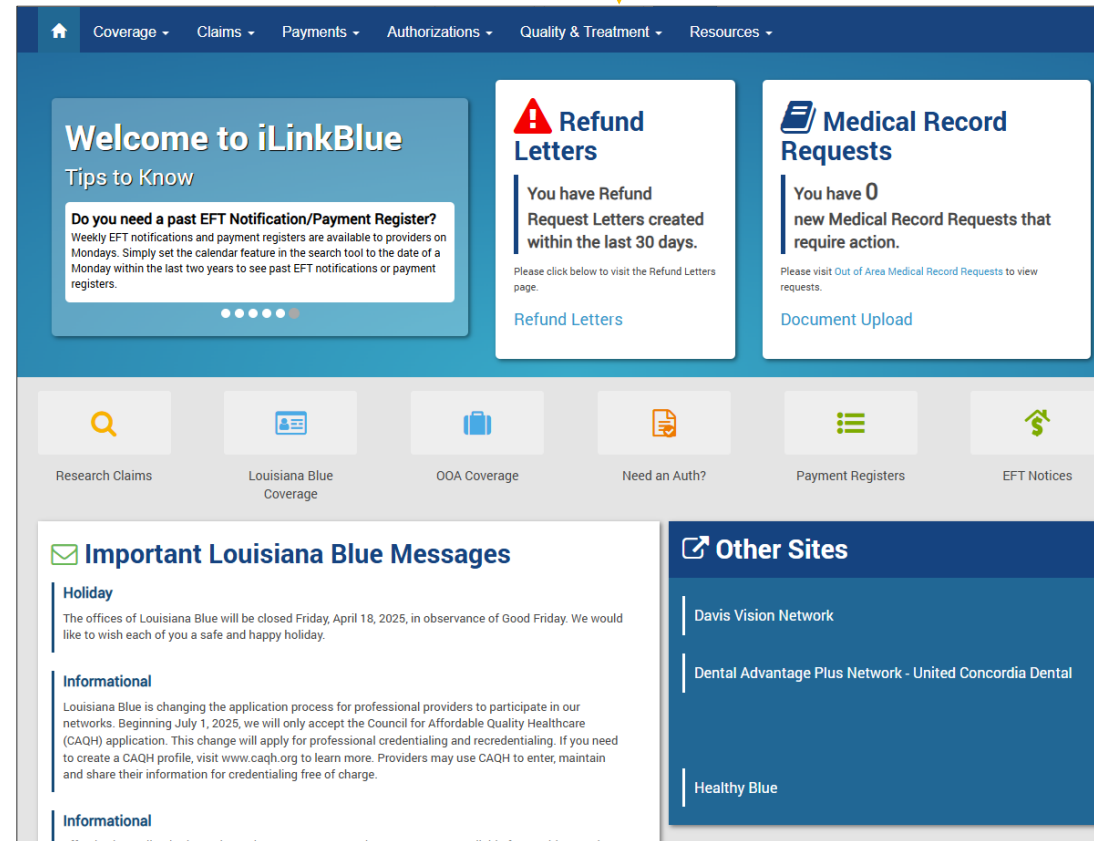 Coverage
Claims
Payments
Authorizations
Quality & Treatment
Resources
Welcome to iLinkBlue
Tips to Know
Do you need a past EFT Notification/Payment Register?
Weekly EFT notifications and payment registers are available to providers on
Mondays. Simply set the calendar feature in the search tool to the date of a
Monday within the last two years to see past EFT notifications or payment
registers.
Refund
Letters
You have Refund
Request Letters created
within the last 30 days.
Please click below to visit the Refund Letters
page.
Refund Letters
Medical Record
Requests
You have 0
new Medical Record Requests that
require action.
Please visit Out of Area Medical Record Requests to view
requests.
Document Upload
Research Claims
Louisiana Blue
Coverage
OOA Coverage
Need an Auth?
Payment Registers
EFT Notices
Important Louisiana Blue Messages
Holiday
The offices of Louisiana Blue will be closed Friday, April 18, 2025, in observance of Good Friday. We would
like to wish each of you a safe and happy holiday.
Informational
Louisiana Blue is changing the application process for professional providers to participate in our
networks. Beginning July 1, 2025, we will only accept the Council for Affordable Quality Healthcare
(CAQH) application. This change will apply for professional credentialing and recredentialing. If you need
to create a CAQH profile, visit www.caqh.org to learn more. Providers may use CAQH to enter, maintain
and share their information for credentialing free of charge.
Informational
Other Sites
Davis Vision Network
Dental Advantage Plus Network - United Concordia Dental
Healthy Blue